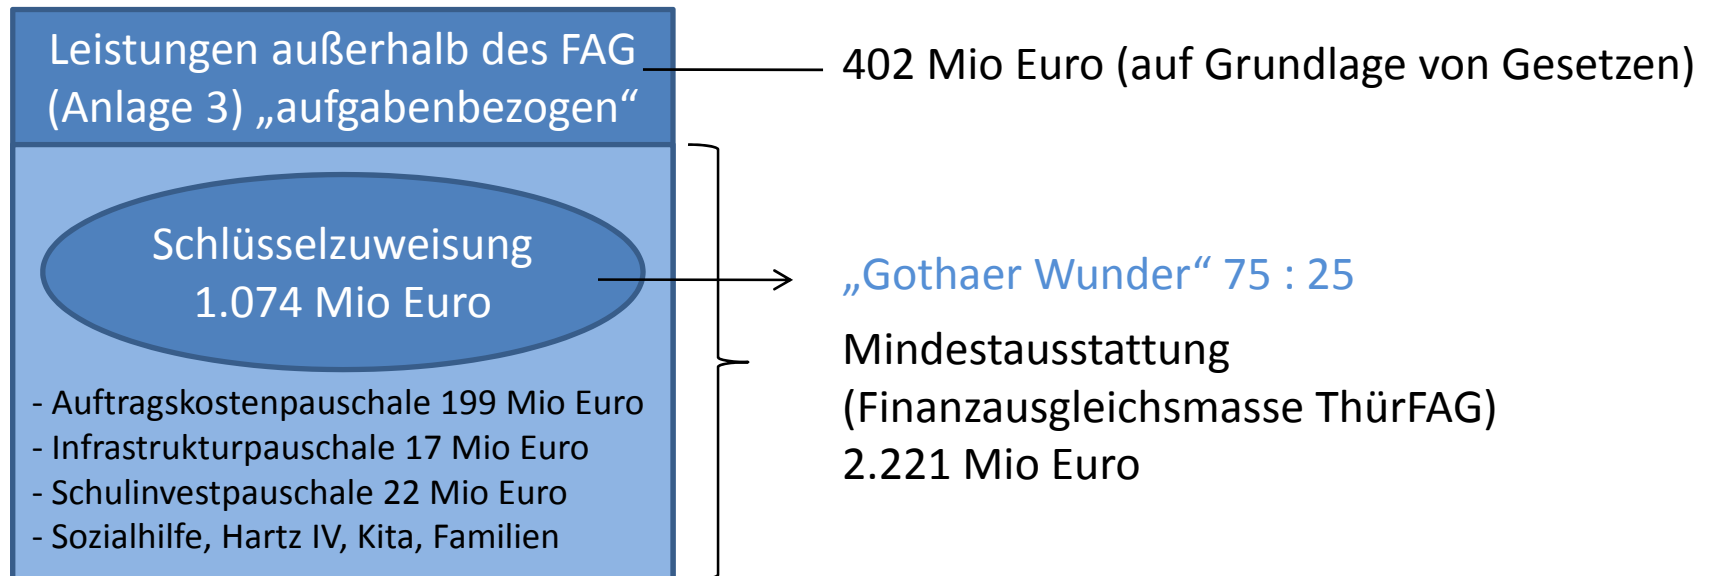 Leistungen außerhalb des FAG
(Anlage 3) „aufgabenbezogen“
402 Mio Euro (auf Grundlage von Gesetzen)
Schlüsselzuweisung
1.074 Mio Euro
„Gothaer Wunder“ 75 : 25
Mindestausstattung
(Finanzausgleichsmasse ThürFAG)
2.221 Mio Euro
- Auftragskostenpauschale 199 Mio Euro
- Infrastrukturpauschale 17 Mio Euro
- Schulinvestpauschale 22 Mio Euro
- Sozialhilfe, Hartz IV, Kita, Familien